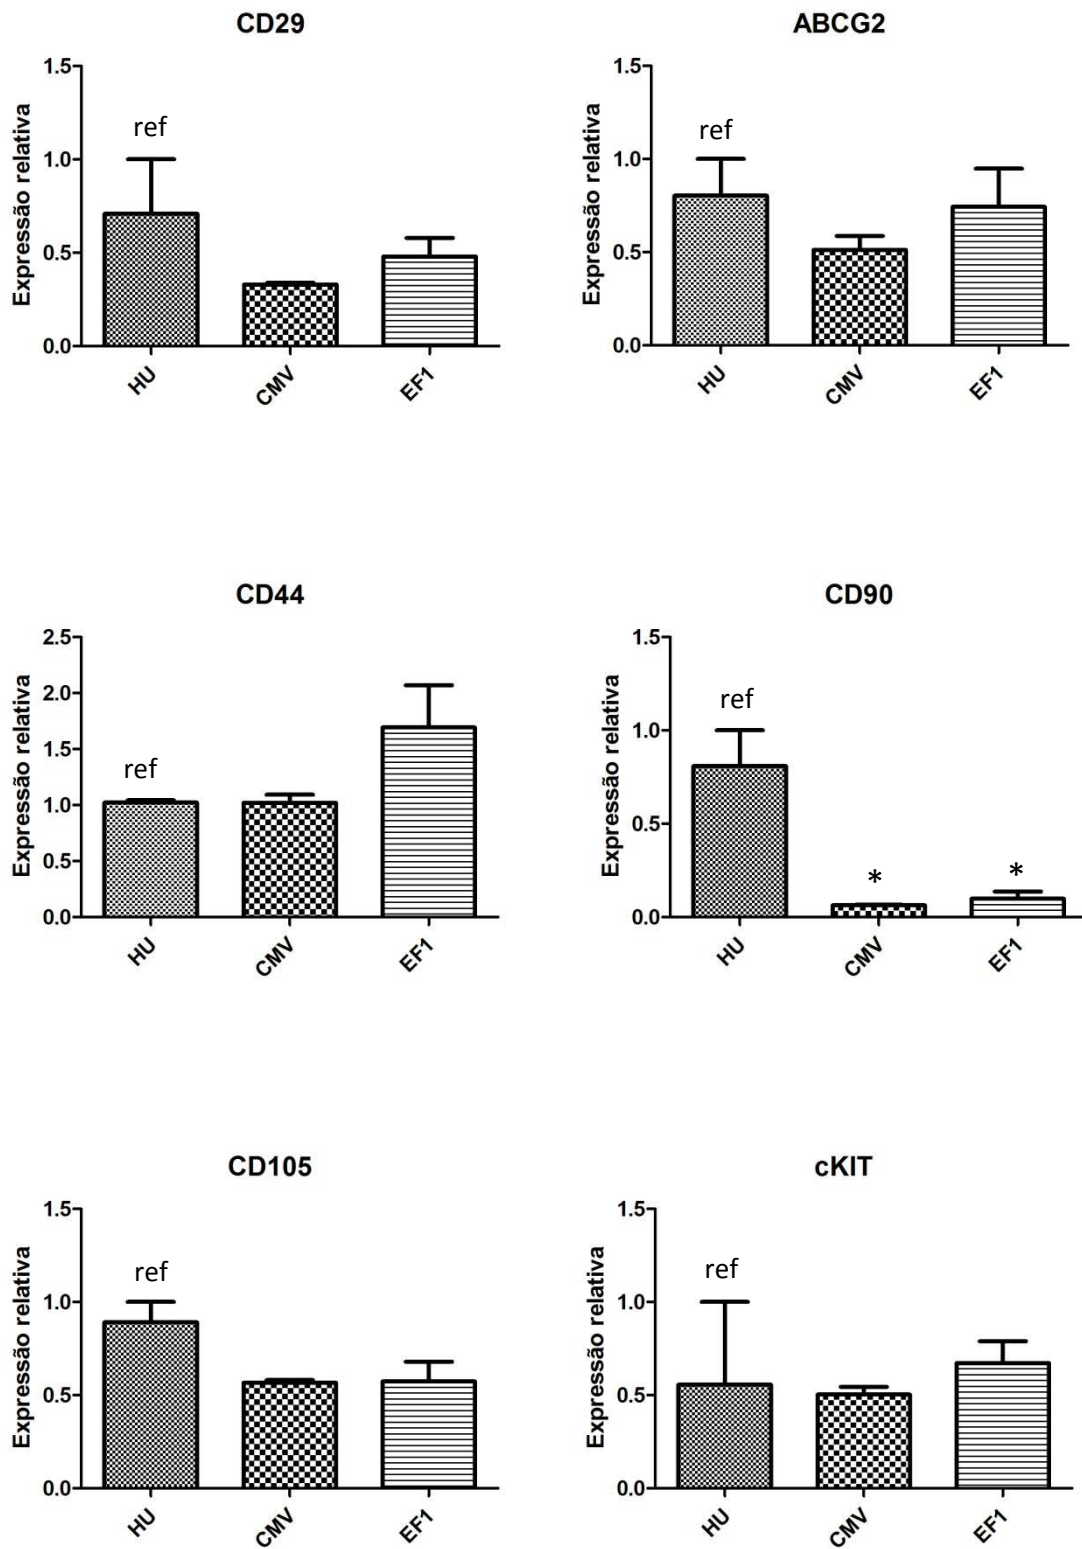 CD29
1.5
1.0
0.5
0.0
Expressão relativa
ref
HU
CMV
EF1
ABCG2
1.5
1.0
0.5
0.0
Expressão relativa
ref
HU
CMV
EF1
CD44
2.5
2.0
1.5
1.0
0.5
0.0
Expressão relativa
ref
HU
CMV
EF1
CD90
1.5
1.0
0.5
0.0
Expressão relativa
ref
*
*
HU
CMV
EF1
CD105
1.5
1.0
0.5
0.0
Expressão relativa
ref
HU
CMV
EF1
cKIT
1.5
1.0
0.5
0.0
Expressão relativa
ref
HU
CMV
EF1